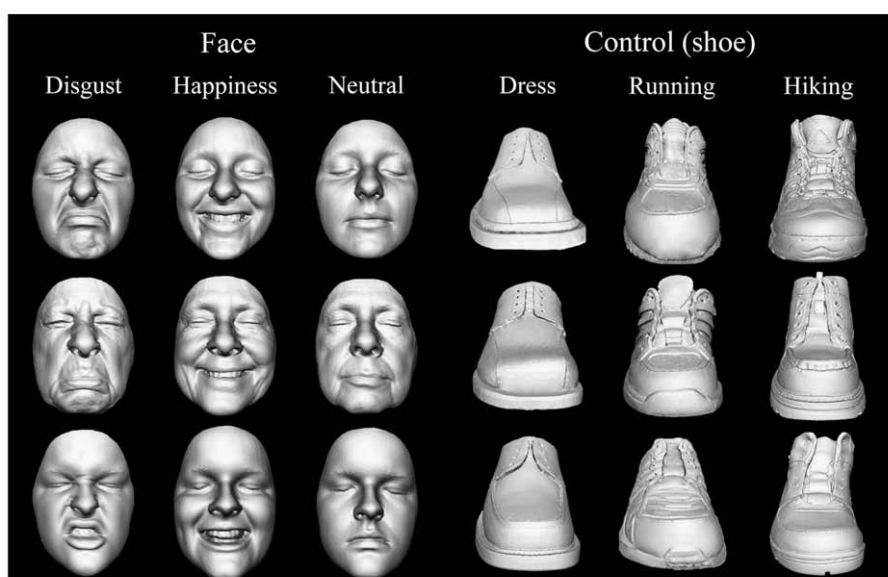 Face Control (shoe)
Disgust Happiness Neutral Dress Running Hiking